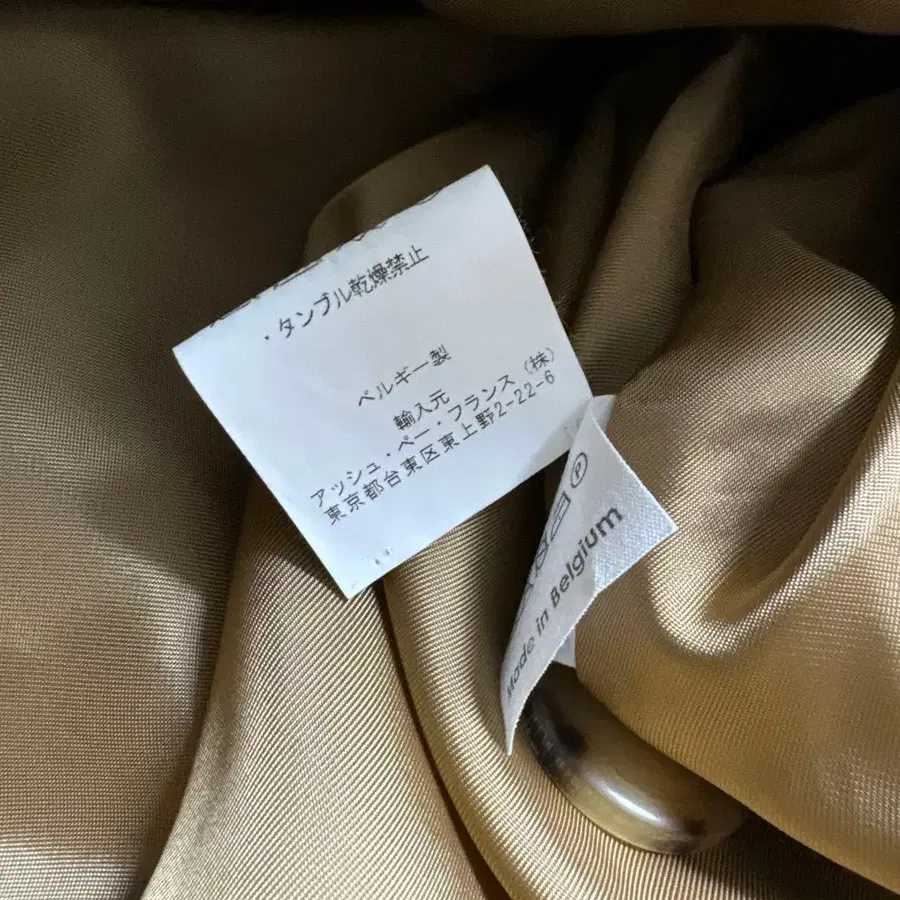 ・タンブル乾燥禁止
ベルギー製
輸入元
アッシュ・ペー・フランス(株)
東京都台東区東上野2-22-6
P
Made in Belgium